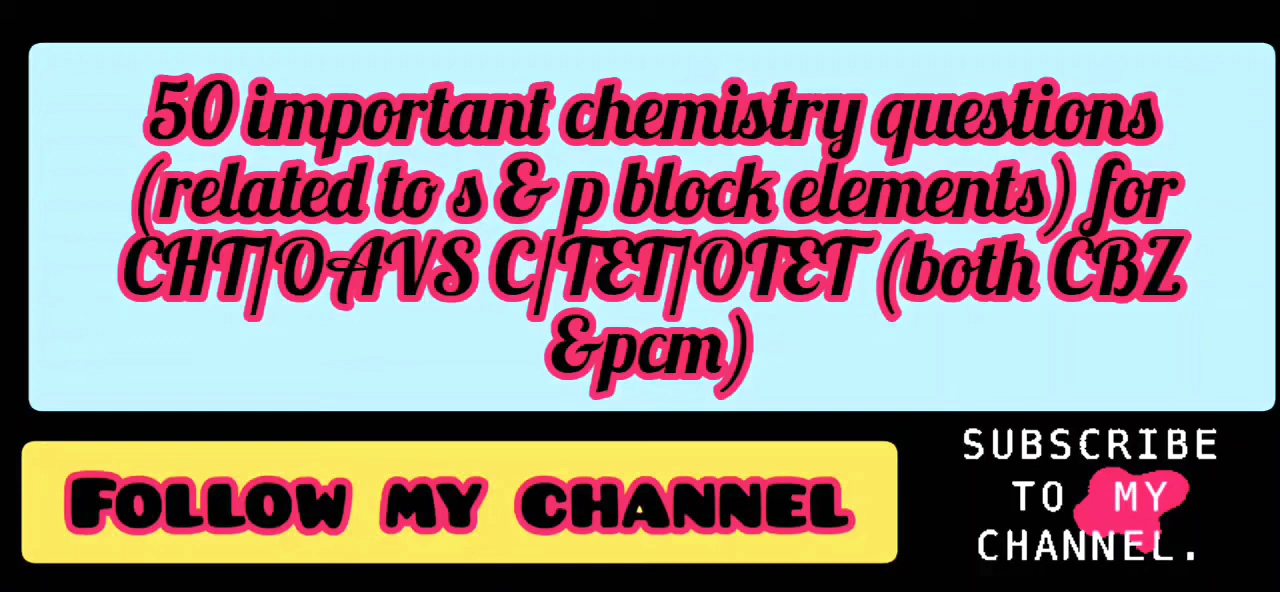 50 important chemistry questions
(related to s & p block elements) for
CHT/OAVS C/TET/OTET (both CBZ
&pcm)
FOLLOW MY CHANNEL
SUBSCRIBE
TO MY
CHANNEL.